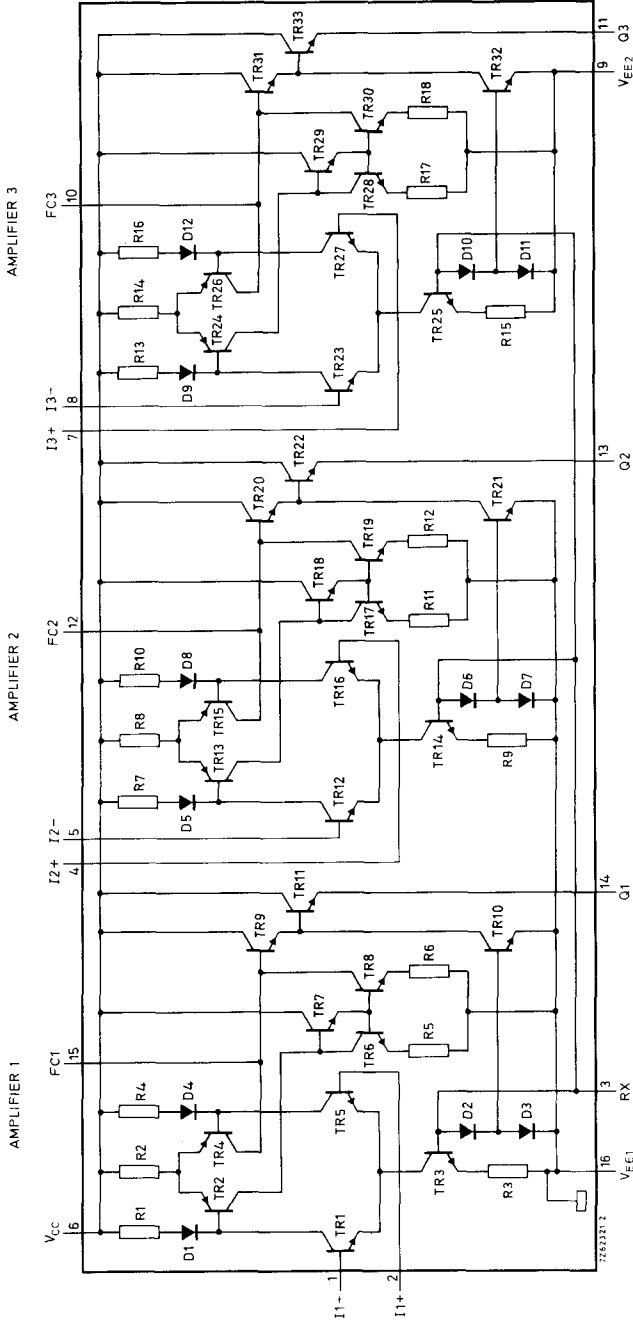 AMPLIFIER 1
AMPLIFIER 2
AMPLIFIER 3
VCC
6
FC1
15
I2+
4
I2-
5
FC2
12
I3+
7
I3-
8
FC3
10
R1
D1
R2
R4
D4
TR2
TR4
TR1
TR5
TR7
TR6
TR8
R5
R6
TR9
TR11
TR10
TR3
D2
D3
R3
R7
D5
R8
R10
D8
TR13
TR15
TR12
TR16
TR18
TR17
TR19
R11
R12
TR20
TR22
TR21
TR14
D6
D7
R9
R13
D9
R14
R16
D12
TR24
TR26
TR23
TR27
TR29
TR28
TR30
R17
R18
TR31
TR33
TR32
TR25
D10
D11
R15
I1-
1
I1+
2
7Z62321 2
16
VEE1
3
RX
14
Q1
13
Q2
9
VEE2
11
Q3